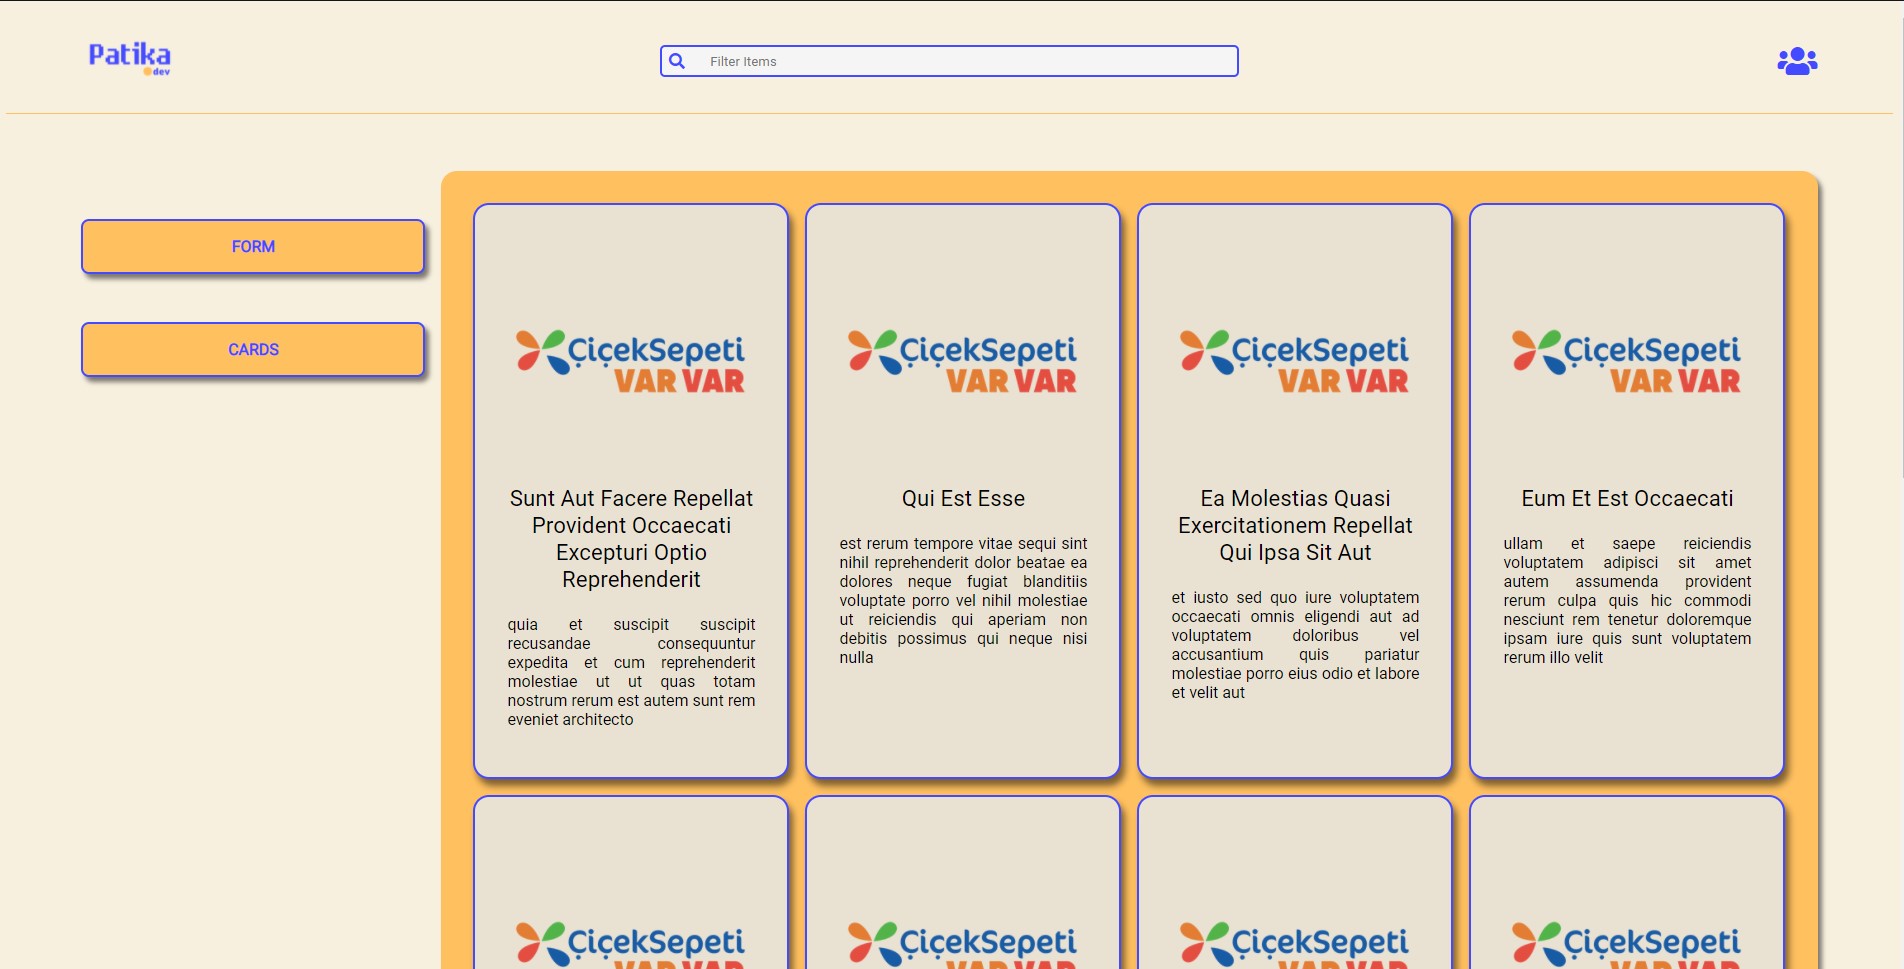 Patika
dev
Filter Items
FORM
CARDS
ÇiçekSepeti
VAR VAR
Sunt Aut Facere Repellat
Provident Occaecati
Excepturi Optio
Reprehenderit
quia et suscipit suscipit
recusandae consequuntur
expedita et cum reprehenderit
molestiae ut ut quas totam
nostrum rerum est autem sunt rem
eveniet architecto
ÇiçekSepeti
VAR VAR
Qui Est Esse
est rerum tempore vitae sequi sint
nihil reprehenderit dolor beatae ea
dolores neque fugiat blanditiis
voluptate porro vel nihil molestiae
ut reiciendis qui aperiam non
debitis possimus qui neque nisi
nulla
ÇiçekSepeti
VAR VAR
Ea Molestias Quasi
Exercitationem Repellat
Qui Ipsa Sit Aut
et iusto sed quo iure voluptatem
occaecati omnis eligendi aut ad
voluptatem doloribus vel
accusantium quis pariatur
molestiae porro eius odio et labore
et velit aut
ÇiçekSepeti
VAR VAR
Eum Et Est Occaecati
ullam et saepe reiciendis
voluptatem adipisci sit amet
autem assumenda provident
rerum culpa quis hic commodi
nesciunt rem tenetur doloremque
ipsam iure quis sunt voluptatem
rerum illo velit
ÇiçekSepeti
VAR VAR
ÇiçekSepeti
VAR VAR
ÇiçekSepeti
VAR VAR
ÇiçekSepeti
VAR VAR